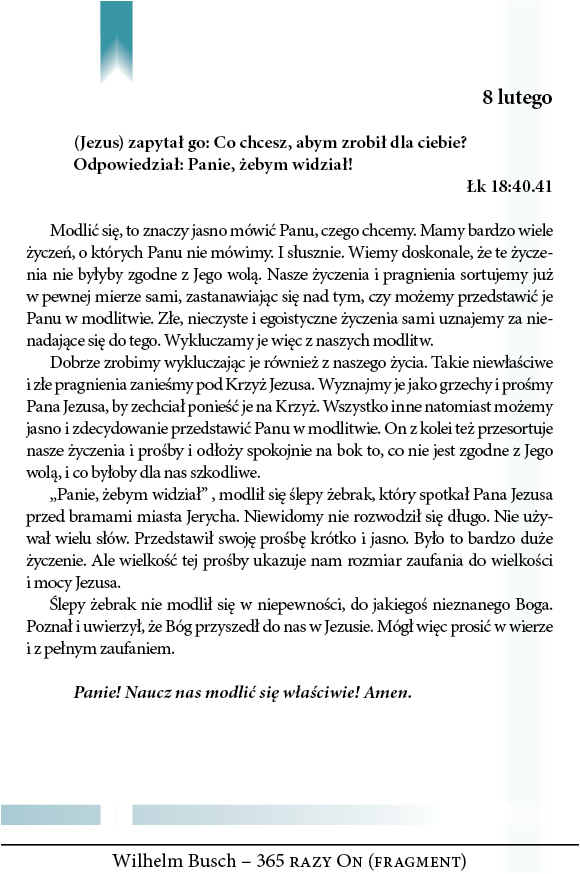 8 lutego
(Jezus) zapytał go: Co chcesz, abym zrobił dla ciebie?
Odpowiedział: Panie, żebym widział!
Łk 18:40.41
Modlić się, to znaczy jasno mówić Panu, czego chcemy. Mamy bardzo wiele
życzeń, o których Panu nie mówimy. I słusznie. Wiemy doskonale, że te życze-
nia nie byłyby zgodne z Jego wolą. Nasze życzenia i pragnienia sortujemy już
w pewnej mierze sami, zastanawiając się nad tym, czy możemy przedstawić je
Panu w modlitwie. Złe, nieczyste i egoistyczne życzenia sami uznajemy za nie-
nadające się do tego. Wykluczamy je więc z naszych modlitw.
Dobrze zrobimy wykluczając je również z naszego życia. Takie niewłaściwe
i złe pragnienia zanieśmy pod Krzyż Jezusa. Wyznajmy je jako grzechy i prośmy
Pana Jezusa, by zechciał ponieść je na Krzyż. Wszystko inne natomiast możemy
jasno i zdecydowanie przedstawić Panu w modlitwie. On z kolei też przesortuje
nasze życzenia i prośby i odłoży spokojnie na bok to, co nie jest zgodne z Jego
wolą, i co byłoby dla nas szkodliwe.
„Panie, żebym widział” , modlił się ślepy żebrak, który spotkał Pana Jezusa
przed bramami miasta Jerycha. Niewidomy nie rozwodził się długo. Nie uży-
wał wielu słów. Przedstawił swoję prośbę krótko i jasno. Było to bardzo duże
życzenie. Ale wielkość tej prośby ukazuje nam rozmiar zaufania do wielkości
i mocy Jezusa.
Ślepy żebrak nie modlił się w niepewności, do jakiegoś nieznanego Boga.
Poznał i uwierzył, że Bóg przyszedł do nas w Jezusie. Mógł więc prosić w wierze
i z pełnym zaufaniem.
Panie! Naucz nas modlić się właściwie! Amen.
Wilhelm Busch – 365 razy On (fragment)